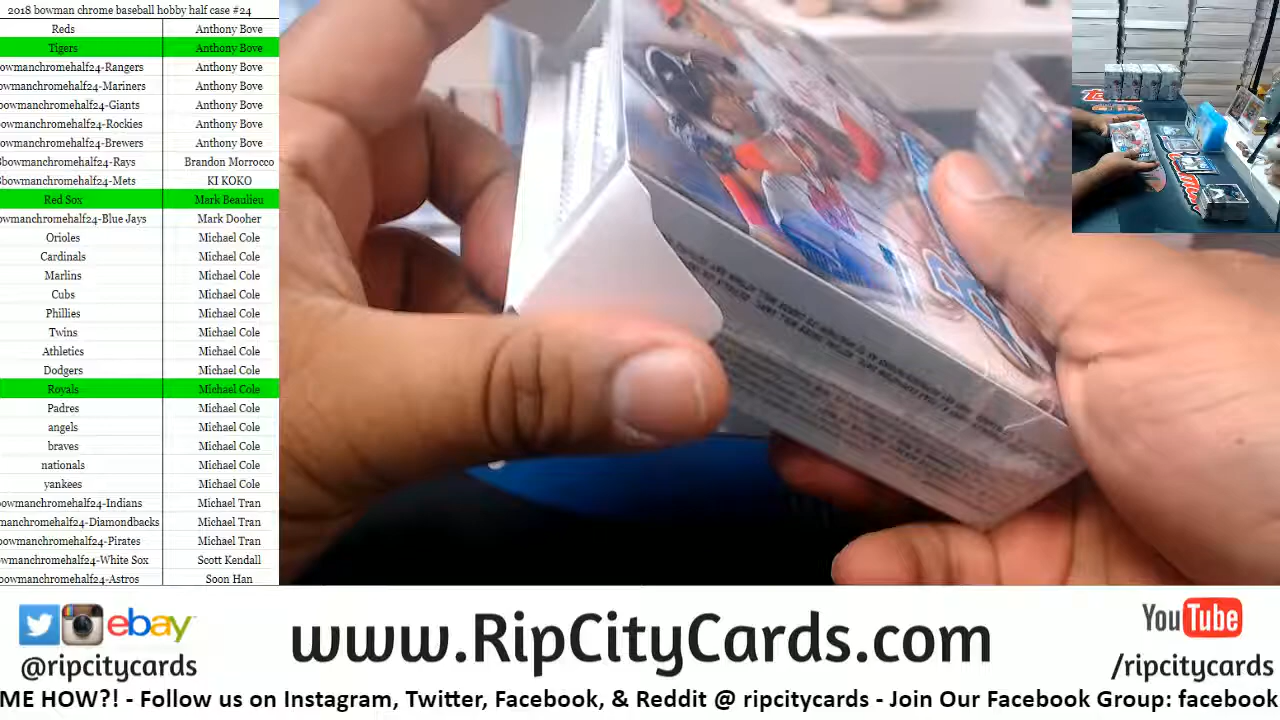 2018 bowman chrome baseball hobby half case #24
Reds Anthony Bove
Tigers Anthony Bove
owmanchromehalf24-Rangers Anthony Bove
owmanchromehalf24-Mariners Anthony Bove
owmanchromehalf24-Giants Anthony Bove
owmanchromehalf24-Rockies Anthony Bove
owmanchromehalf24-Brewers Anthony Bove
bowmanchromehalf24-Rays Brandon Morrocco
bowmanchromehalf24-Mets KI KOKO
Red Sox Mark Beaulieu
owmanchromehalf24-Blue Jays Mark Dooher
Orioles Michael Cole
Cardinals Michael Cole
Marlins Michael Cole
Cubs Michael Cole
Phillies Michael Cole
Twins Michael Cole
Athletics Michael Cole
Dodgers Michael Cole
Royals Michael Cole
Padres Michael Cole
angels Michael Cole
braves Michael Cole
nationals Michael Cole
yankees Michael Cole
owmanchromehalf24-Indians Michael Tran
manchromehalf24-Diamondbacks Michael Tran
owmanchromehalf24-Pirates Michael Tran
wmanchromehalf24-White Sox Scott Kendall
owmanchromehalf24-Astros Soon Han
ebay
@ripcitycards
www.RipCityCards.com
YouTube
/ripcitycards
ME HOW?! - Follow us on Instagram, Twitter, Facebook, & Reddit @ ripcitycards - Join Our Facebook Group: facebook